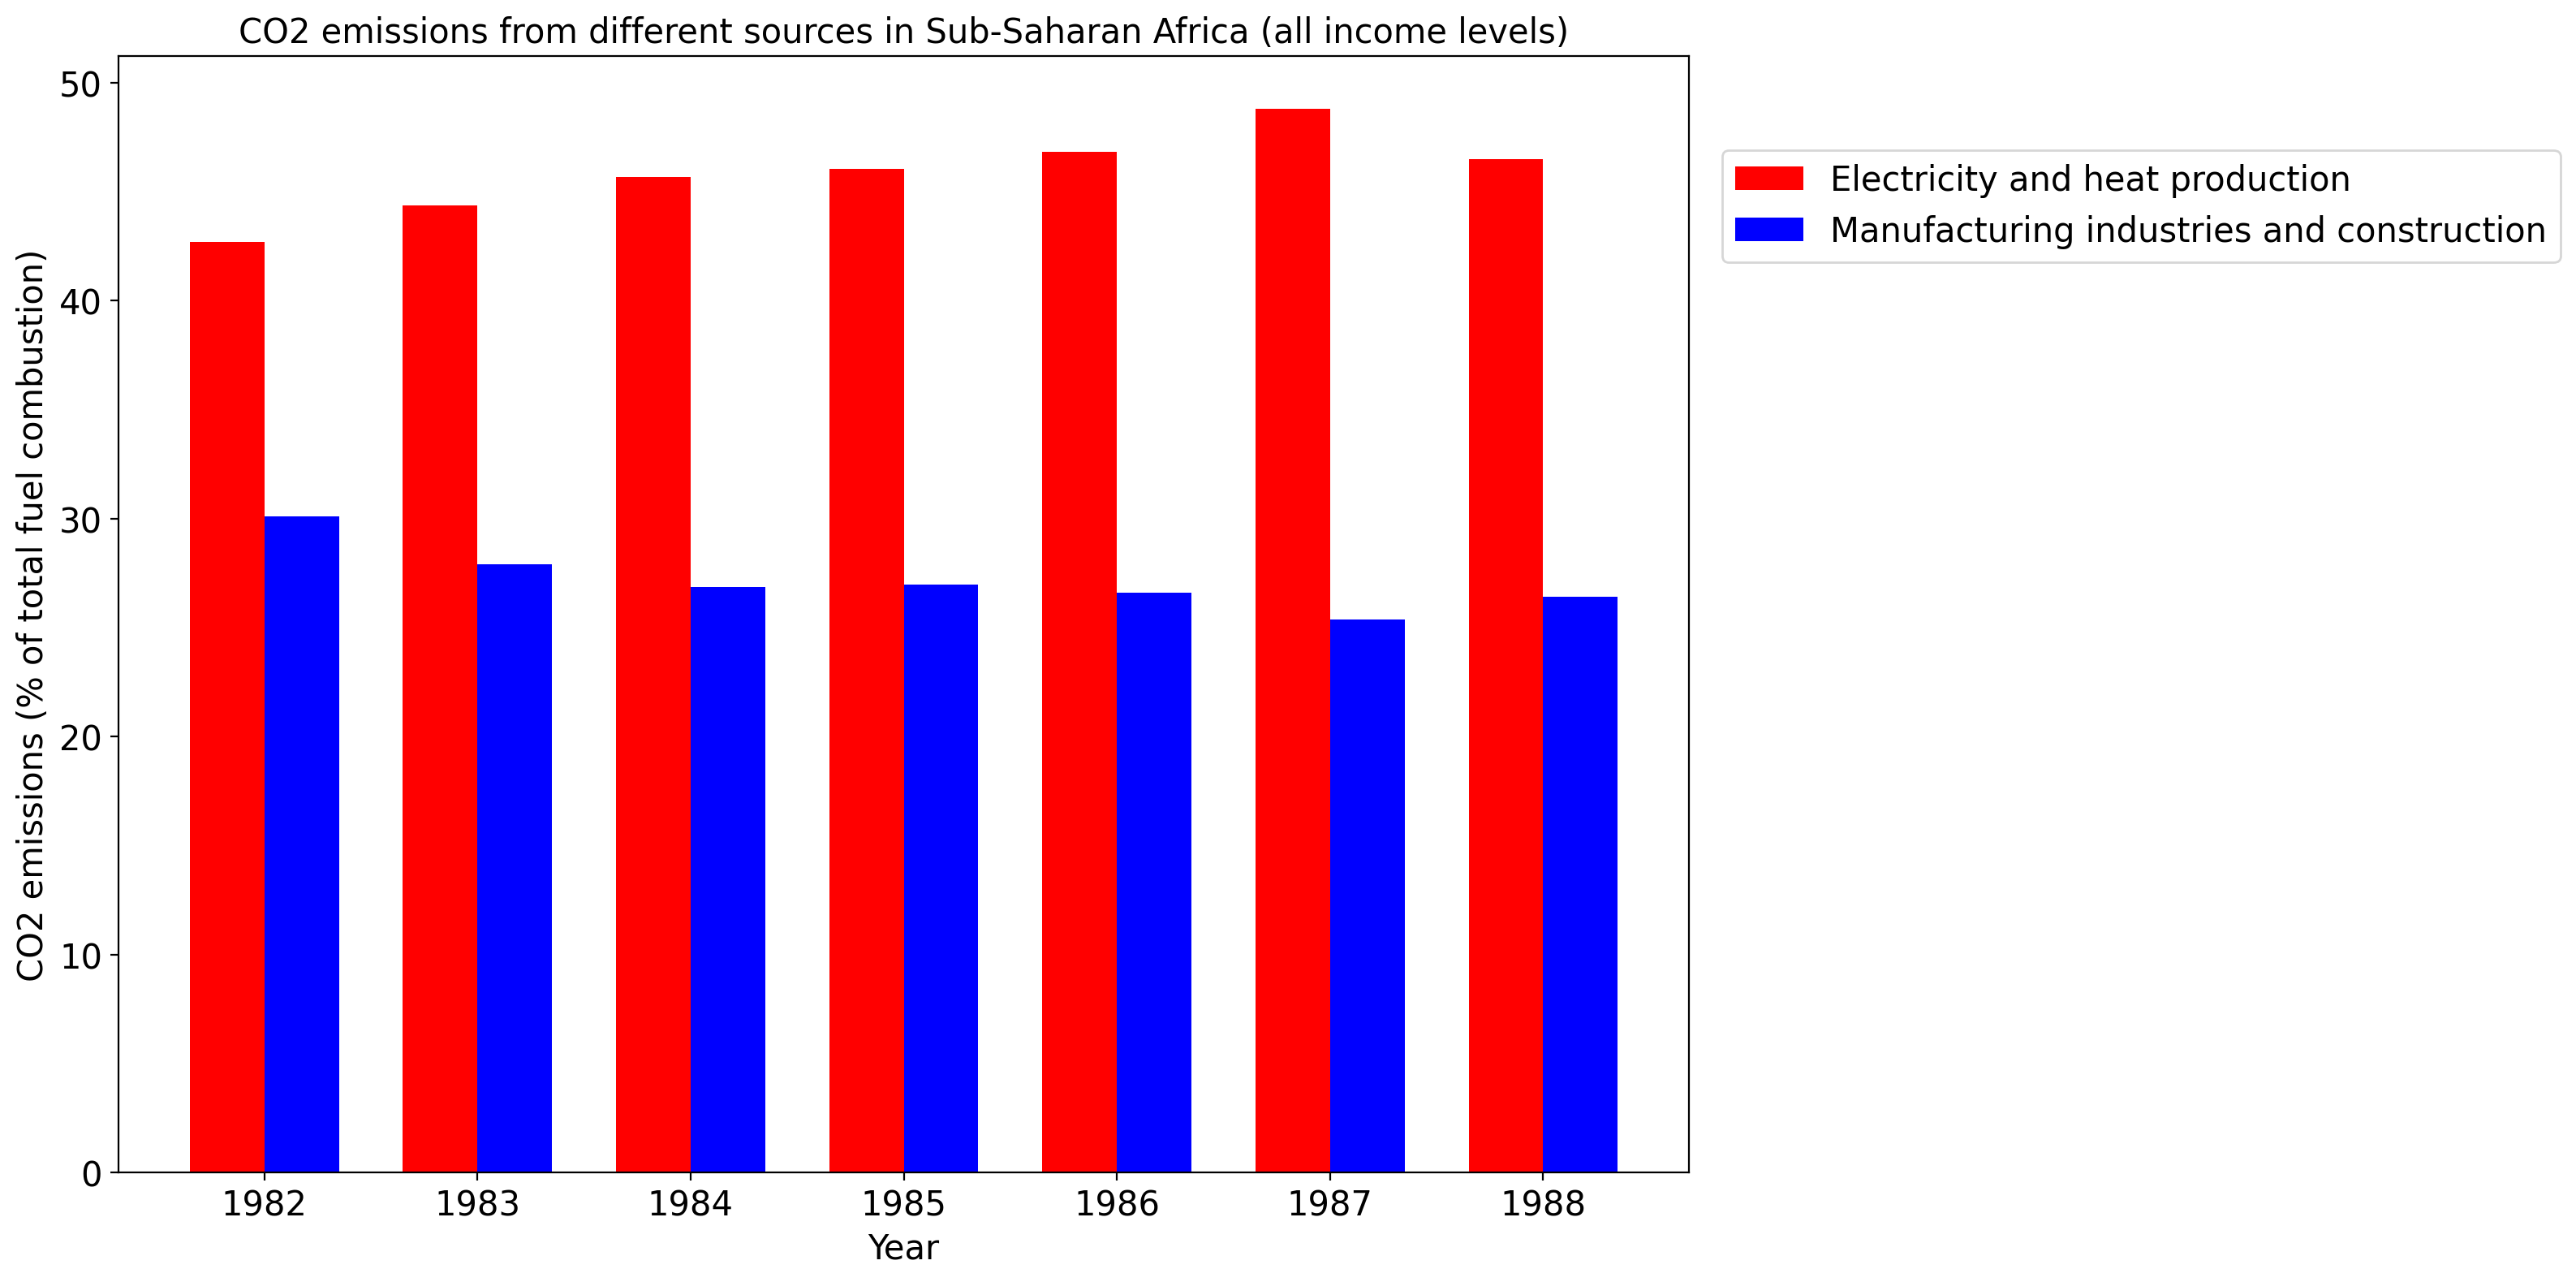 CO2 emissions from different sources in Sub-Saharan Africa (all income levels)
CO2 emissions (% of total fuel combustion)
50
40
30
20
10
0
1982 1983 1984 1985 1986 1987 1988
Year
Electricity and heat production
Manufacturing industries and construction